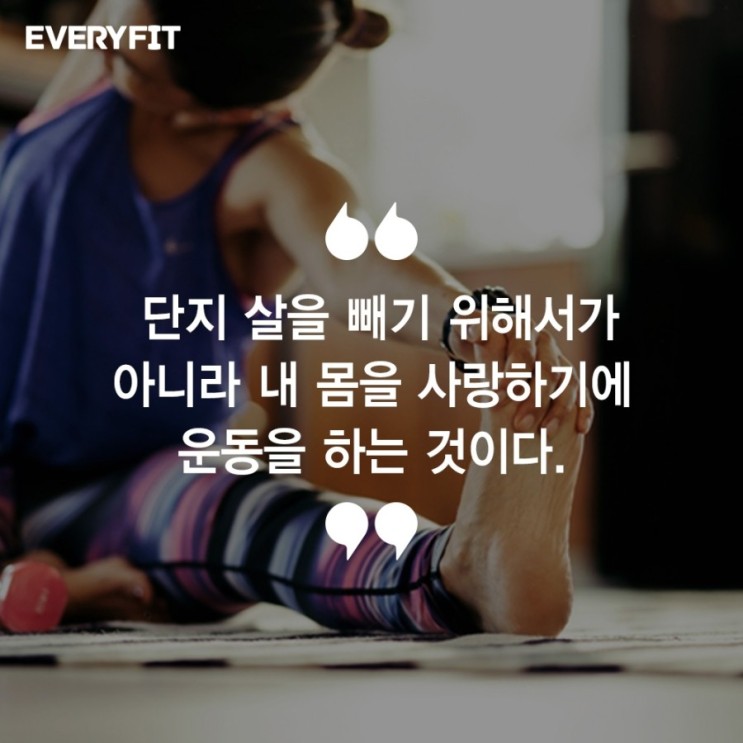 EVERYFIT
“
단지 살을 빼기 위해서가
아니라 내 몸을 사랑하기에
운동을 하는 것이다.
”